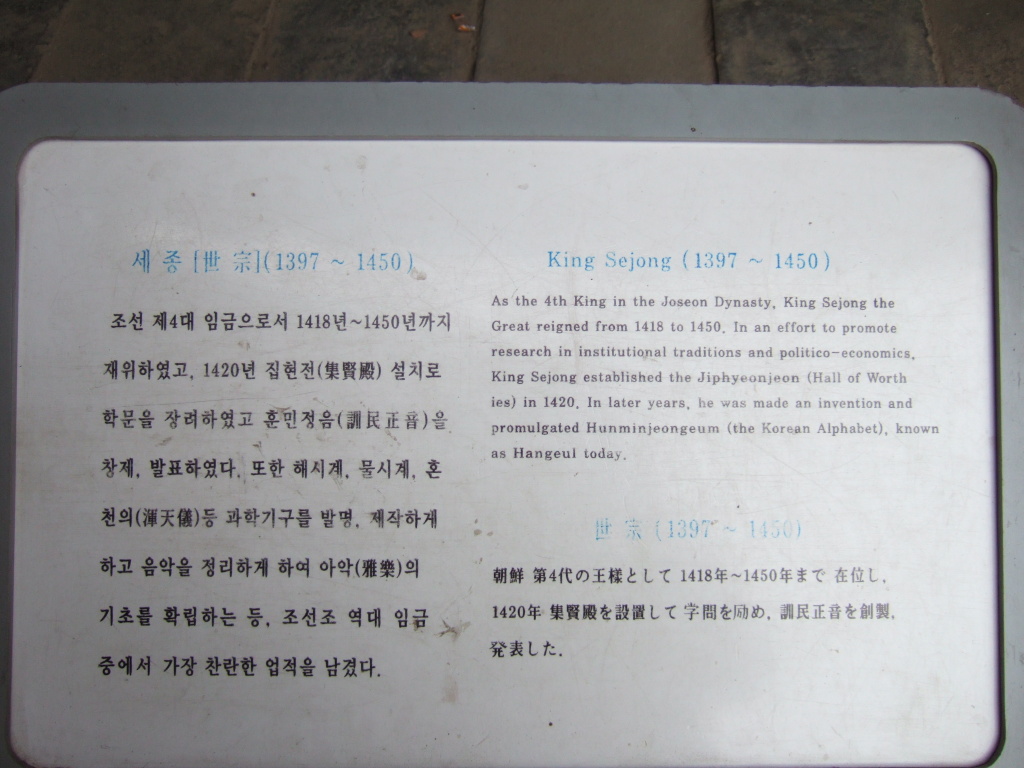 세 종 [世 宗](1397 ~ 1450)
조선 제4대 임금으로서 1418년~1450년까지
재위하였고, 1420년 집현전(集賢殿) 설치로
학문을 장려하였고 훈민정음(訓民正音)을
창제, 발표하였다. 또한 해시계, 물시계, 혼
천의(渾天儀)등 과학기구를 발명, 제작하게
하고 음악을 정리하게 하여 아악(雅樂)의
기초를 확립하는 등, 조선조 역대 임금
중에서 가장 찬란한 업적을 남겼다.
King Sejong (1397 ~ 1450)
As the 4th King in the Joseon Dynasty, King Sejong the
Great reigned from 1418 to 1450. In an effort to promote
research in institutional traditions and politico-economics,
King Sejong established the Jiphyeonjeon (Hall of Worth
ies) in 1420. In later years, he was made an invention and
promulgated Hunminjeongeum (the Korean Alphabet), known
as Hangeul today.
世 宗 (1397 ~ 1450)
朝鮮 第4代の王様として 1418年~1450年まで 在位し,
1420年 集賢殿を設置して 字問を励め, 訓民正音を創製,
発表した.